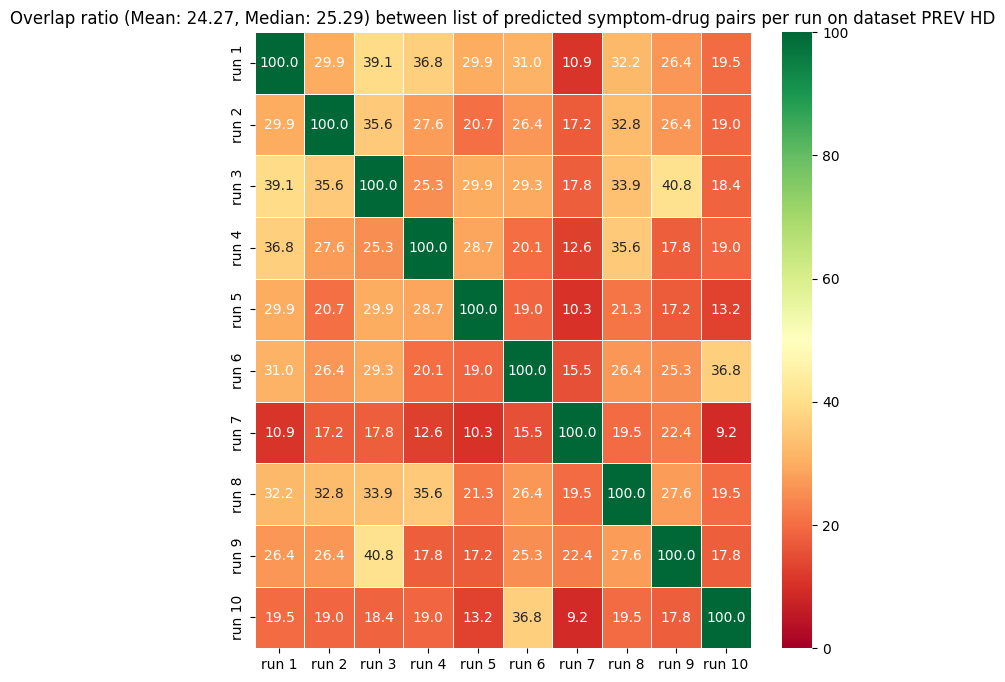 Overlap ratio (Mean: 24.27, Median: 25.29) between list of predicted symptom-drug pairs per run on dataset PREV HD
run 1 100.0 29.9 39.1 36.8 29.9 31.0 10.9 32.2 26.4 19.5
run 2 29.9 100.0 35.6 27.6 20.7 26.4 17.2 32.8 26.4 19.0
run 3 39.1 35.6 100.0 25.3 29.9 29.3 17.8 33.9 40.8 18.4
run 4 36.8 27.6 25.3 100.0 28.7 20.1 12.6 35.6 17.8 19.0
run 5 29.9 20.7 29.9 28.7 100.0 19.0 10.3 21.3 17.2 13.2
run 6 31.0 26.4 29.3 20.1 19.0 100.0 15.5 26.4 25.3 36.8
run 7 10.9 17.2 17.8 12.6 10.3 15.5 100.0 19.5 22.4 9.2
run 8 32.2 32.8 33.9 35.6 21.3 26.4 19.5 100.0 27.6 19.5
run 9 26.4 26.4 40.8 17.8 17.2 25.3 22.4 27.6 100.0 17.8
run 10 19.5 19.0 18.4 19.0 13.2 36.8 9.2 19.5 17.8 100.0
run 1 run 2 run 3 run 4 run 5 run 6 run 7 run 8 run 9 run 10
100
80
60
40
20
0